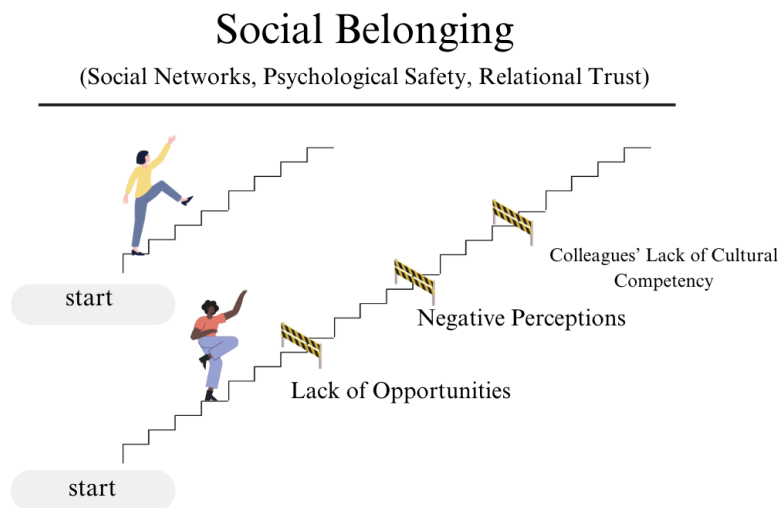 Social Belonging
(Social Networks, Psychological Safety, Relational Trust)
Colleagues' Lack of Cultural
Competency
start
Negative Perceptions
Lack of Opportunities
start